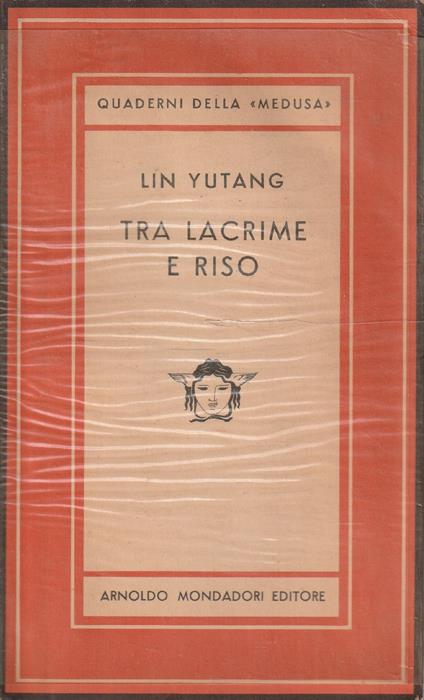 QUADERNI DELLA «MEDUSA»
LIN YUTANG
TRA LACRIME
E RISO
ARNOLDO MONDADORI EDITORE